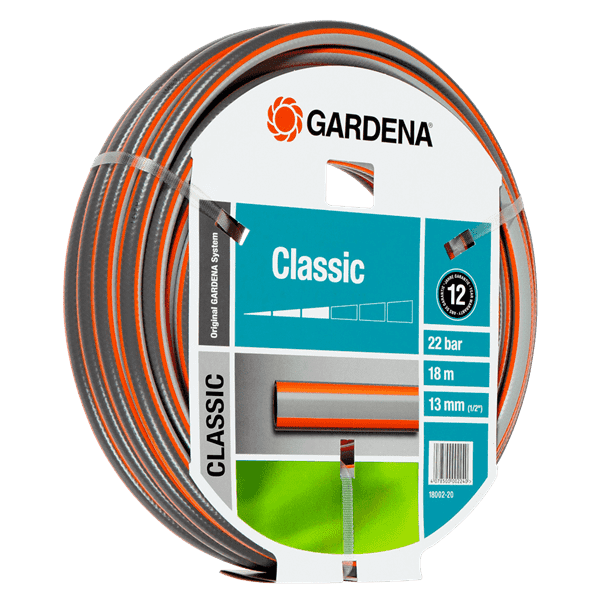 GARDENA®
Classic
Original GARDENA System
CLASSIC
12
22 bar
18 m
13 mm (1/2")
18002-20